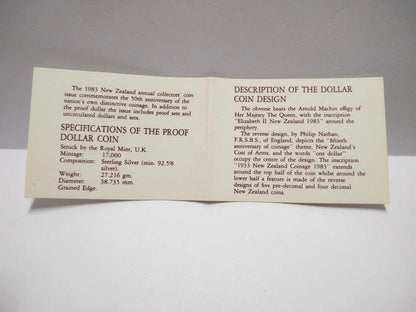 The 1983 New Zealand annual collectors' coin
issue commemorates the 50th anniversary of the
nation's own distinctive coinage. In addition to
the proof dollar the issue includes proof sets and
uncirculated dollars and sets.
SPECIFICATIONS OF THE PROOF
DOLLAR COIN
Struck by the Royal Mint, U.K.
Mintage: 17,000
Composition: Sterling Silver (min. 92.5%
silver).
Weight: 27.216 gm.
Diameter: 38.735 mm.
Grained Edge.
DESCRIPTION OF THE DOLLAR
COIN DESIGN
The obverse bears the Arnold Machin effigy of
Her Majesty The Queen, with the inscription
"Elizabeth II New Zealand 1983" around the
periphery.
The reverse design, by Philip Nathan,
F.R.S.B.S., of England, depicts the "fiftieth
anniversary of coinage" theme. New Zealand's
Coat of Arms, and the words "one dollar"
occupy the centre of the design. The inscription
"1933 New Zealand Coinage 1983" extends
around the top half of the coin whilst around the
lower half a feature is made of the reverse
designs of five pre-decimal and four decimal
New Zealand coins.